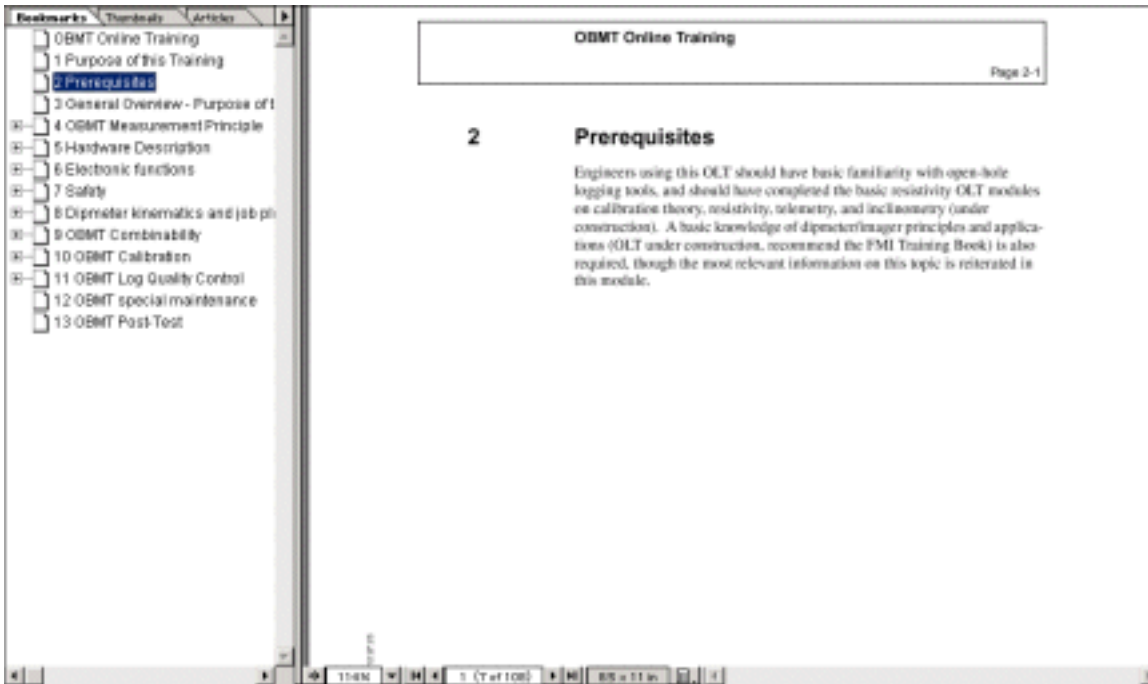 Bookmarks Thumbnails Articles
OBMT Online Training
1 Purpose of this Training
2 Prerequisites
3 General Overview - Purpose of t
4 OBMT Measurement Principle
5 Hardware Description
6 Electronic functions
7 Safety
8 Dipmeter kinematics and job pl
9 OBMT Combinability
10 OBMT Calibration
11 OBMT Log Quality Control
12 OBMT special maintenance
13 OBMT Post-Test
OBMT Online Training
Page 2-1
2 Prerequisites
Engineers using this OLT should have basic familiarity with open-hole
logging tools, and should have completed the basic resistivity OLT modules
on calibration theory, resistivity, telemetry, and inclinometry (under
construction). A basic knowledge of dipmeter/imager principles and applica-
tions (OLT under construction, recommend the FMI Training Book) is also
required, though the most relevant information on this topic is reiterated in
this module.
114% 1 (7 of 108) 8.5 x 11 in